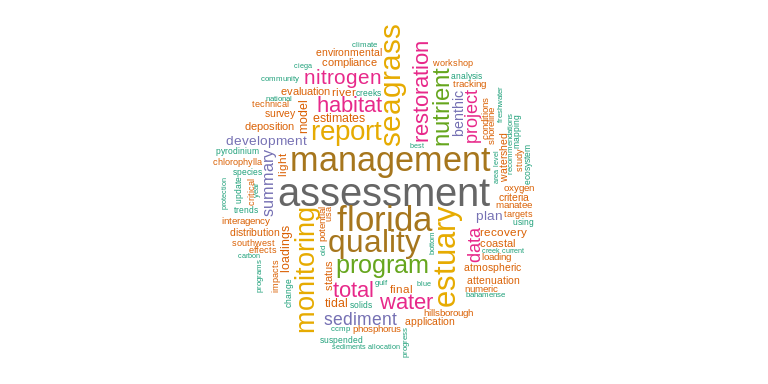 climate
environmental
compliance
ciega
community
nitrogen
seagrass
restoration
workshop
analysis
tracking
nutrient
national
evaluation
river
creeks
technical
habitat
benthic
project
conditions
shoreline
freshwater
recommendations
mapping
survey
model
estimates
deposition
report
development
best
pyrodinium
chlorophylla
light
management
area
level
watershed
study
ecosystem
species
summary
assessment
oxygen
criteria
manatee
protection
update
critical
year
trends
interagency
potential
usa
florida
plan
targets
using
distribution
southwest
effects
carbon
loadings
monitoring
old
quality
bottom
estuary
data
recovery
coastal
creek
current
loading
programs
impacts
change
status
program
atmospheric
attenuation
numeric
bahamense
gulf
blue
total
final
tidal
solids
water
hillsborough
sediment
application
ccmp
phosphorus
suspended
sediments
allocation
progress